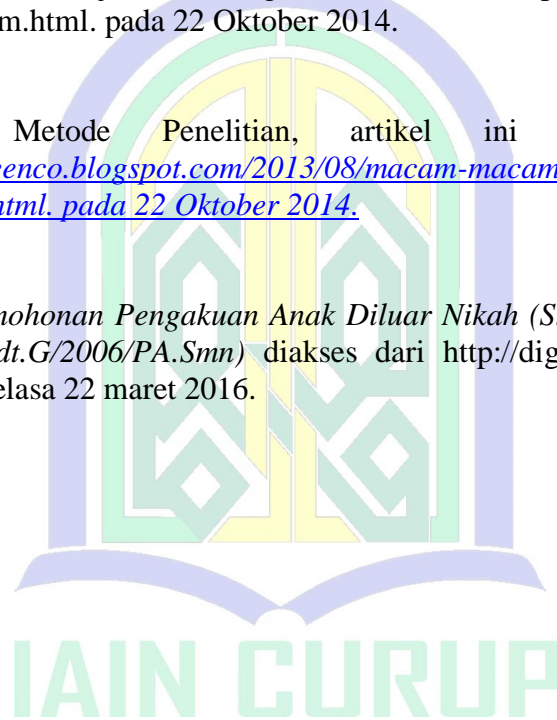 m.html. pada 22 Oktober 2014.
Metode Penelitian, artikel ini
enco.blogspot.com/2013/08/macam-macam
html. pada 22 Oktober 2014.
mohonan Pengakuan Anak Diluar Nikah (S
dt.G/2006/PA.Smn) diakses dari http://dig
elasa 22 maret 2016.
IAIN CURUP